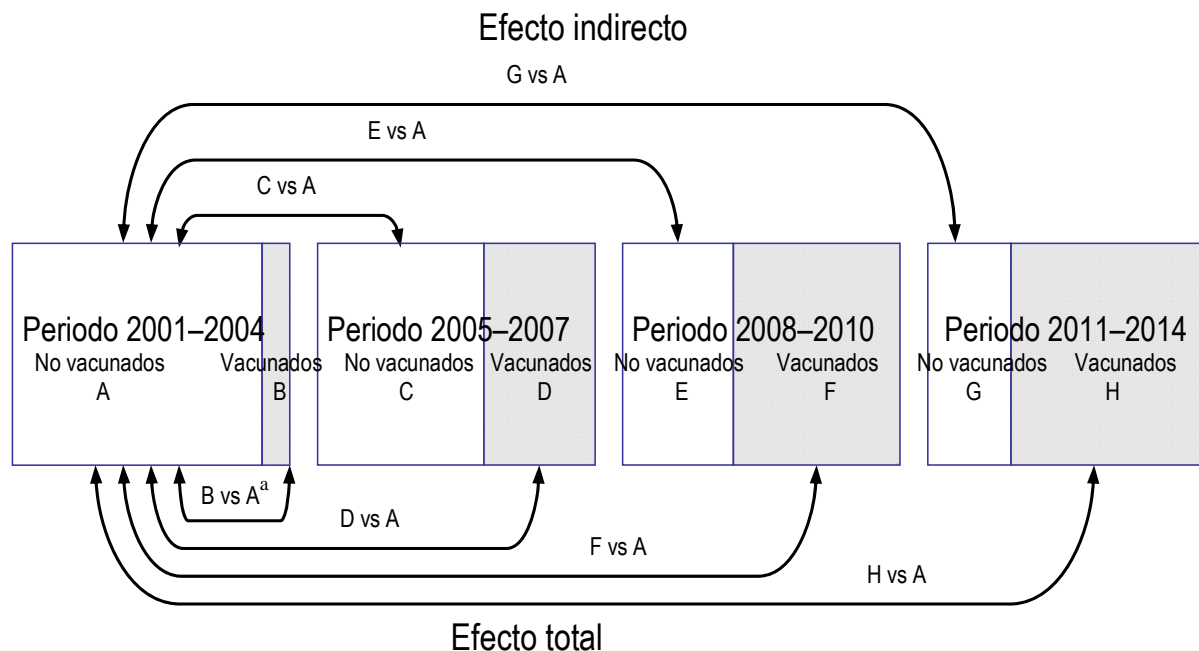 Efecto indirecto
G vs A
E vs A
C vs A
Periodo 2001–2004
No vacunados
A
Vacunados
B
Periodo 2005–2007
No vacunados
C
Vacunados
D
Periodo 2008–2010
No vacunados
E
Vacunados
F
Periodo 2011–2014
No vacunados
G
Vacunados
H
B vs Aª
D vs A
F vs A
H vs A
Efecto total